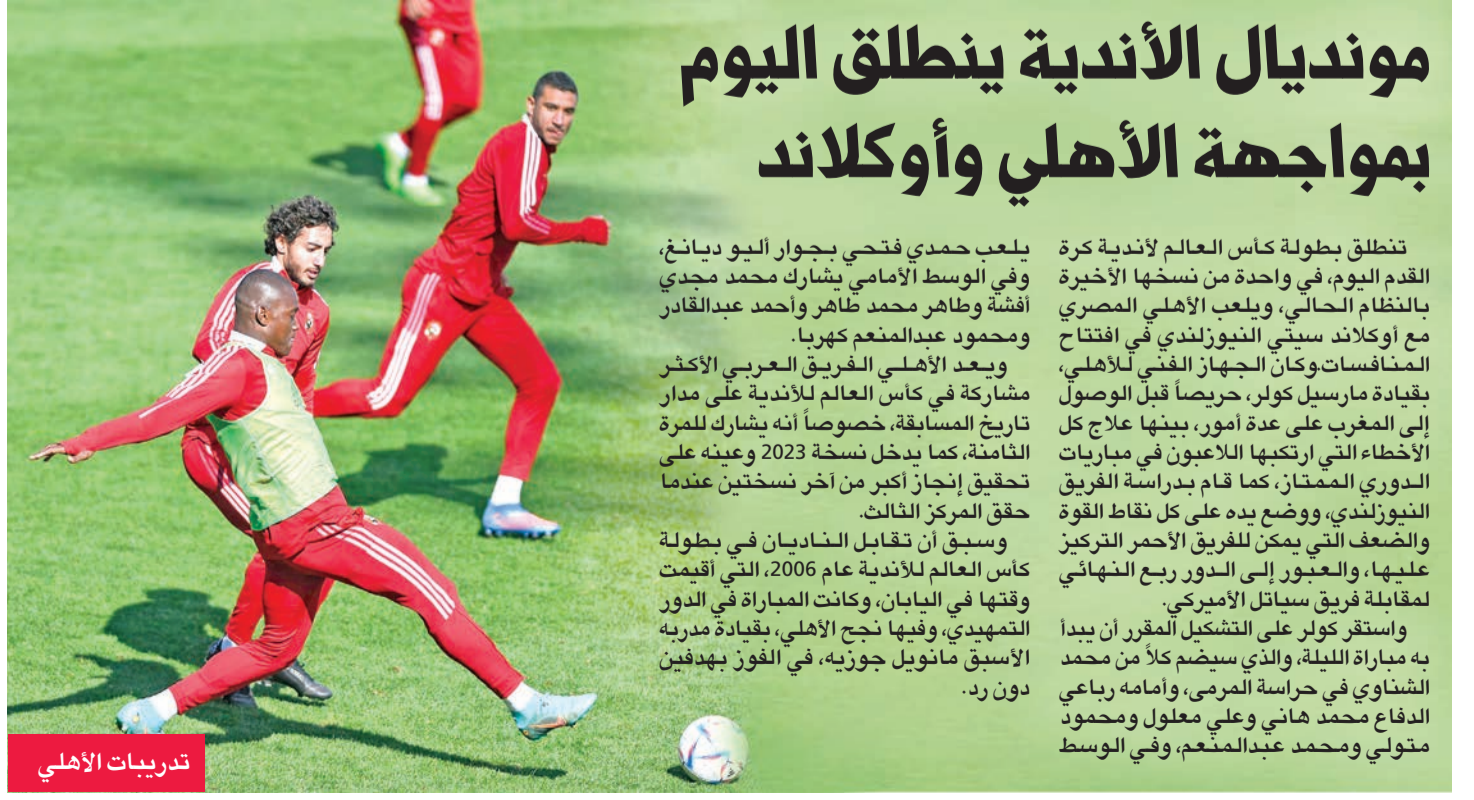 مونديال الأندية ينطلق اليوم
بمواجهة الأهلي وأوكلاند
تنطلق بطولة كأس العالم لأندية كرة
القدم اليوم، في واحدة من نسخها الأخيرة
بالنظام الحالي، ويلعب الأهلي المصري
مع أوكلاند سيتي النيوزلندي في افتتاح
المنافسات.وكان الجهاز الفني للأهلي،
بقيادة مارسيل كولر، حريصاً قبل الوصول
إلى المغرب على عدة أمور، بينها علاج كل
الأخطاء التي ارتكبها اللاعبون في مباريات
الدوري الممتاز، كما قام بدراسة الفريق
النيوزلندي، ووضع يده على كل نقاط القوة
والضعف التي يمكن للفريق الأحمر التركيز
عليها، والعبور إلى الدور ربع النهائي
لمقابلة فريق سياتل الأميركي.
واستقر كولر على التشكيل المقرر أن يبدأ
به مباراة الليلة، والذي سيضم كلاً من محمد
الشناوي في حراسة المرمى، وأمامه رباعي
الدفاع محمد هاني وعلي معلول ومحمود
متولي ومحمد عبدالمنعم، وفي الوسط
يلعب حمدي فتحي بجوار أليو ديانغ،
وفي الوسط الأمامي يشارك محمد مجدي
أفشة وطاهر محمد طاهر وأحمد عبدالقادر
ومحمود عبدالمنعم كهربا.
ويعد الأهلي الفريق العربي الأكثر
مشاركة في كأس العالم للأندية على مدار
تاريخ المسابقة، خصوصاً أنه يشارك للمرة
الثامنة، كما يدخل نسخة 2023 وعينه على
تحقيق إنجاز أكبر من آخر نسختين عندما
حقق المركز الثالث.
وسبق أن تقابل الناديان في بطولة
كأس العالم للأندية عام 2006، التي أقيمت
وقتها في اليابان، وكانت المباراة في الدور
التمهيدي، وفيها نجح الأهلي، بقيادة مدربه
الأسبق مانويل جوزيه، في الفوز بهدفين
دون رد.
تدريبات الأهلي